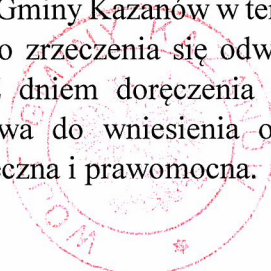 Gminy Kazanów w te
o zrzeczenia się odw
dniem doręczenia
wa do wniesienia o
czna i prawomocna.